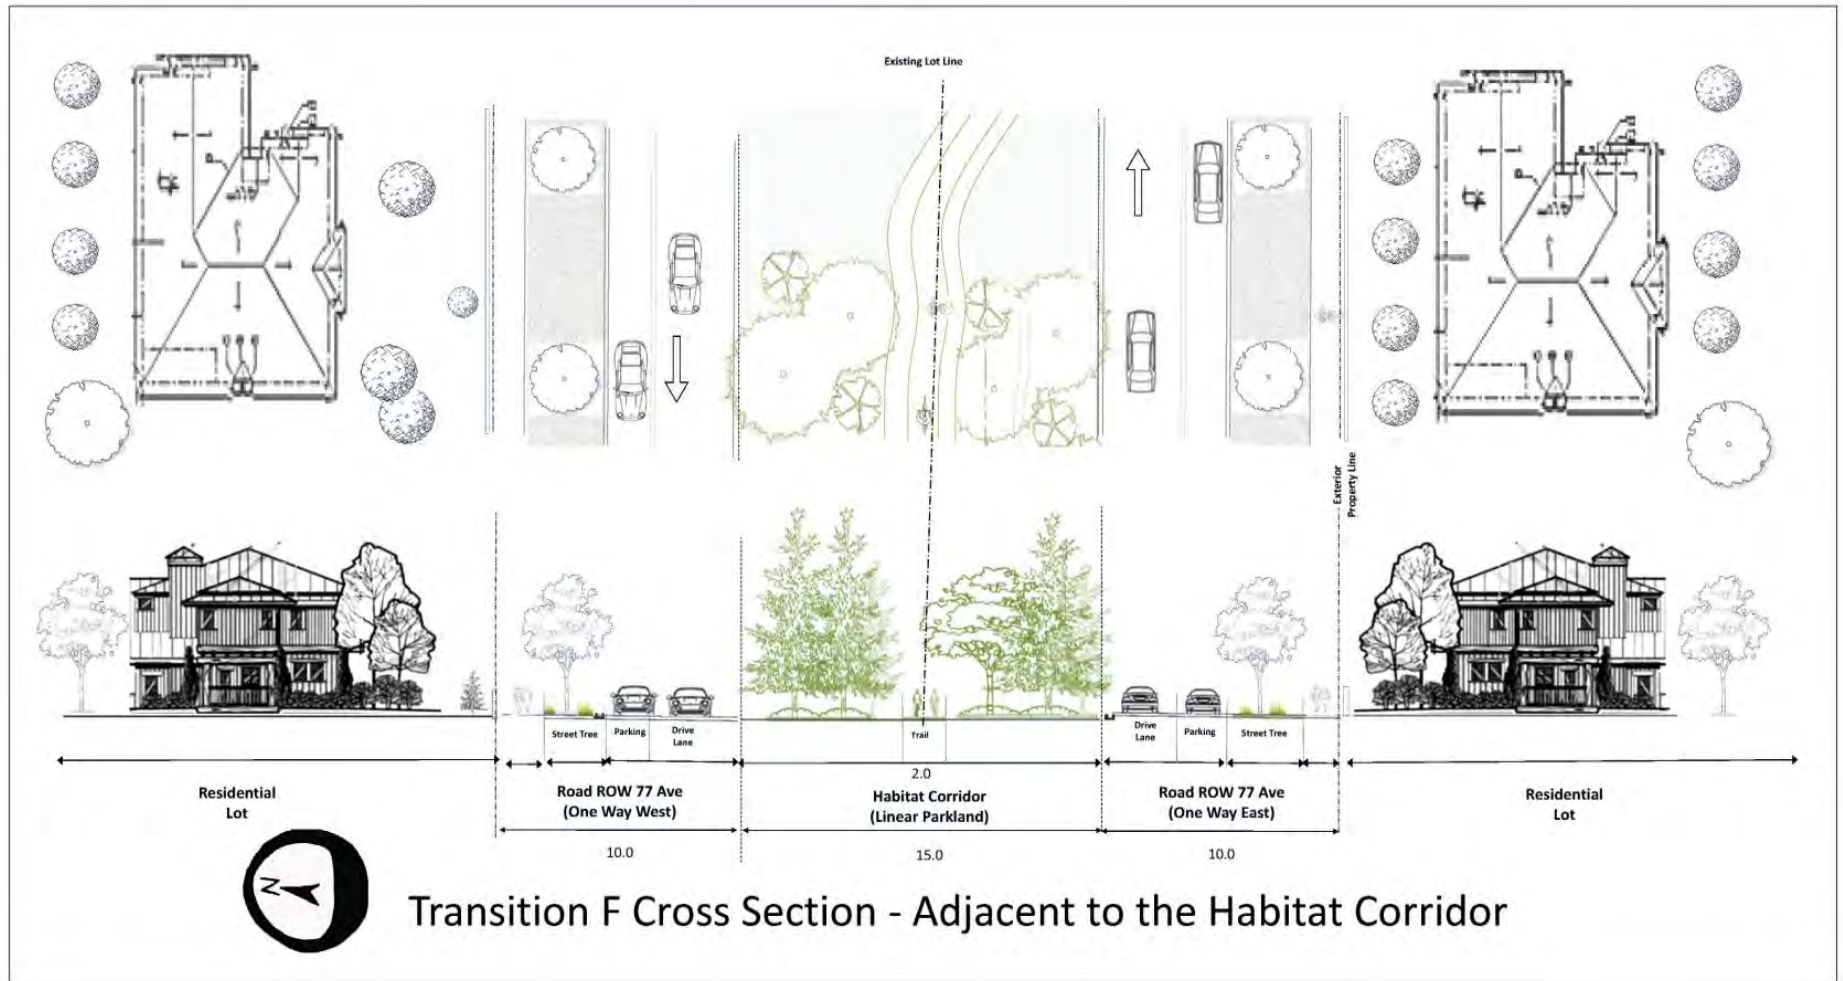 Existing Lot Line
Exterior
Property Line
Street Tree
Parking
Drive
Lane
Trail
Drive
Lane
Parking
Street Tree
2.0
Residential
Lot
Road ROW 77 Ave
(One Way West)
Habitat Corridor
(Linear Parkland)
Road ROW 77 Ave
(One Way East)
Residential
Lot
10.0
15.0
10.0
N
Transition F Cross Section - Adjacent to the Habitat Corridor